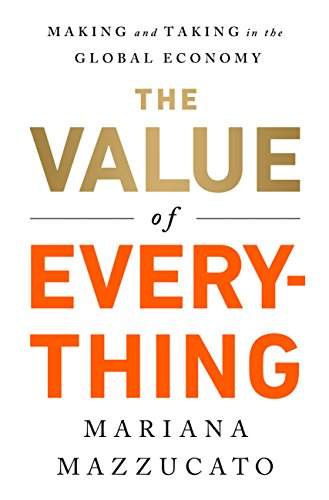 MAKING and TAKING in the
GLOBAL ECONOMY
THE
VALUE
of
EVERY-
THING
MARIANA
MAZZUCATO